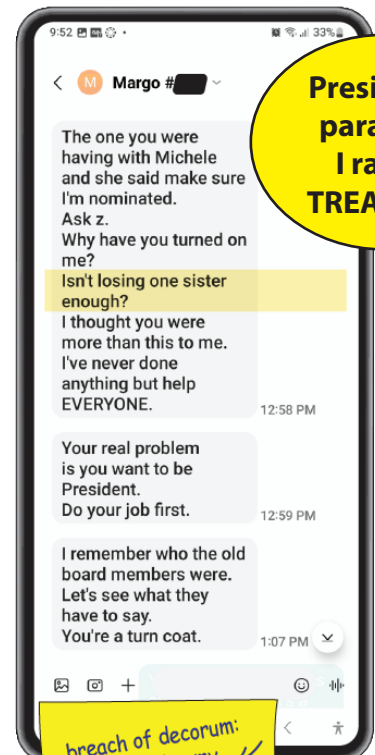 9:52
33%
M Margo #
The one you were
having with Michele
and she said make sure
I'm nominated.
Ask z.
Why have you turned on
me?
Isn't losing one sister
enough?
I thought you were
more than this to me.
I've never done
anything but help
EVERYONE.
12:58 PM
Your real problem
is you want to be
President.
Do your job first.
12:59 PM
I remember who the old
board members were.
Let's see what they
have to say.
You're a turn coat.
1:07 PM
Presi
para
I ra
TREA
breach of decorum: